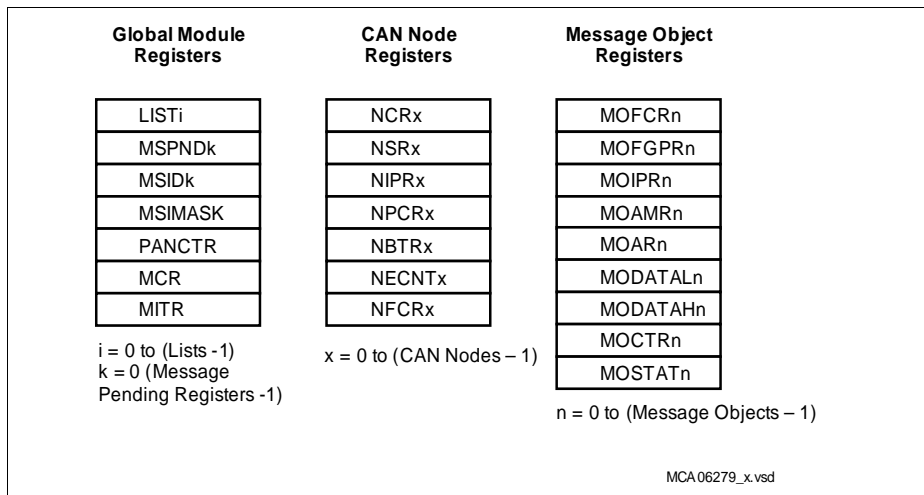 Global Module
Registers
LISTi
MSPNDk
MSIDk
MSIMASK
PANCTR
MCR
MITR
i = 0 to (Lists -1)
k = 0 (Message
Pending Registers -1)
CAN Node
Registers
NCRx
NSRx
NIPRx
NPCRx
NBTRx
NECNTx
NFCRx
x = 0 to (CAN Nodes – 1)
Message Object
Registers
MOFCRn
MOFGPRn
MOIPRn
MOAMRn
MOARn
MODATALn
MODATAHn
MOCTRn
MOSTATn
n = 0 to (Message Objects – 1)
MCA06279_x.vsd